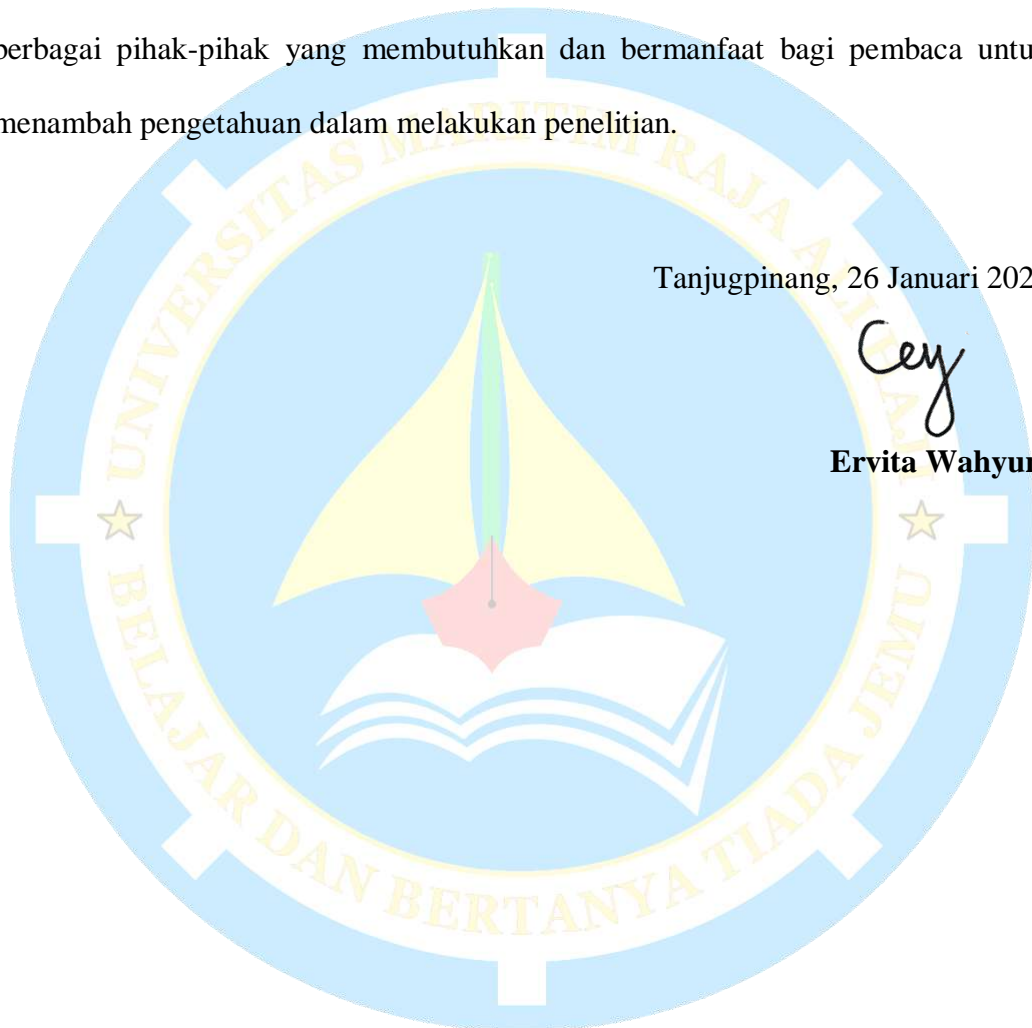 berbagai pihak-pihak yang membutuhkan dan bermanfaat bagi pembaca untu
menambah pengetahuan dalam melakukan penelitian.
Tanjugpinang, 26 Januari 202
Cey
Ervita Wahyu
UNIVERSITAS MARITIM RAJA ALI HAJI
BELAJAR DAN BERTANYA TIADA JEMU